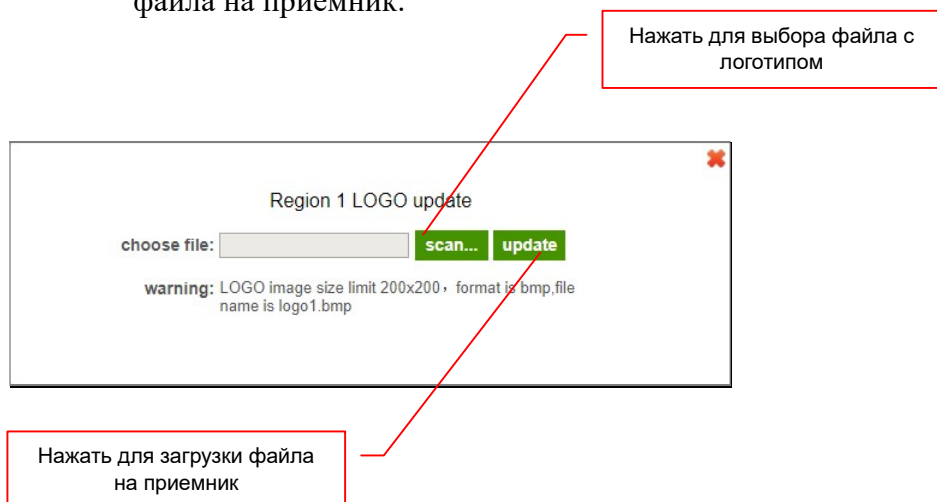 файла на приемник.
Нажать для выбора файла с
логотипом
Region 1 LOGO update
choose file:
scan... update
warning: LOGO image size limit 200x200，format is bmp,file
name is logo1.bmp
Нажать для загрузки файла
на приемник